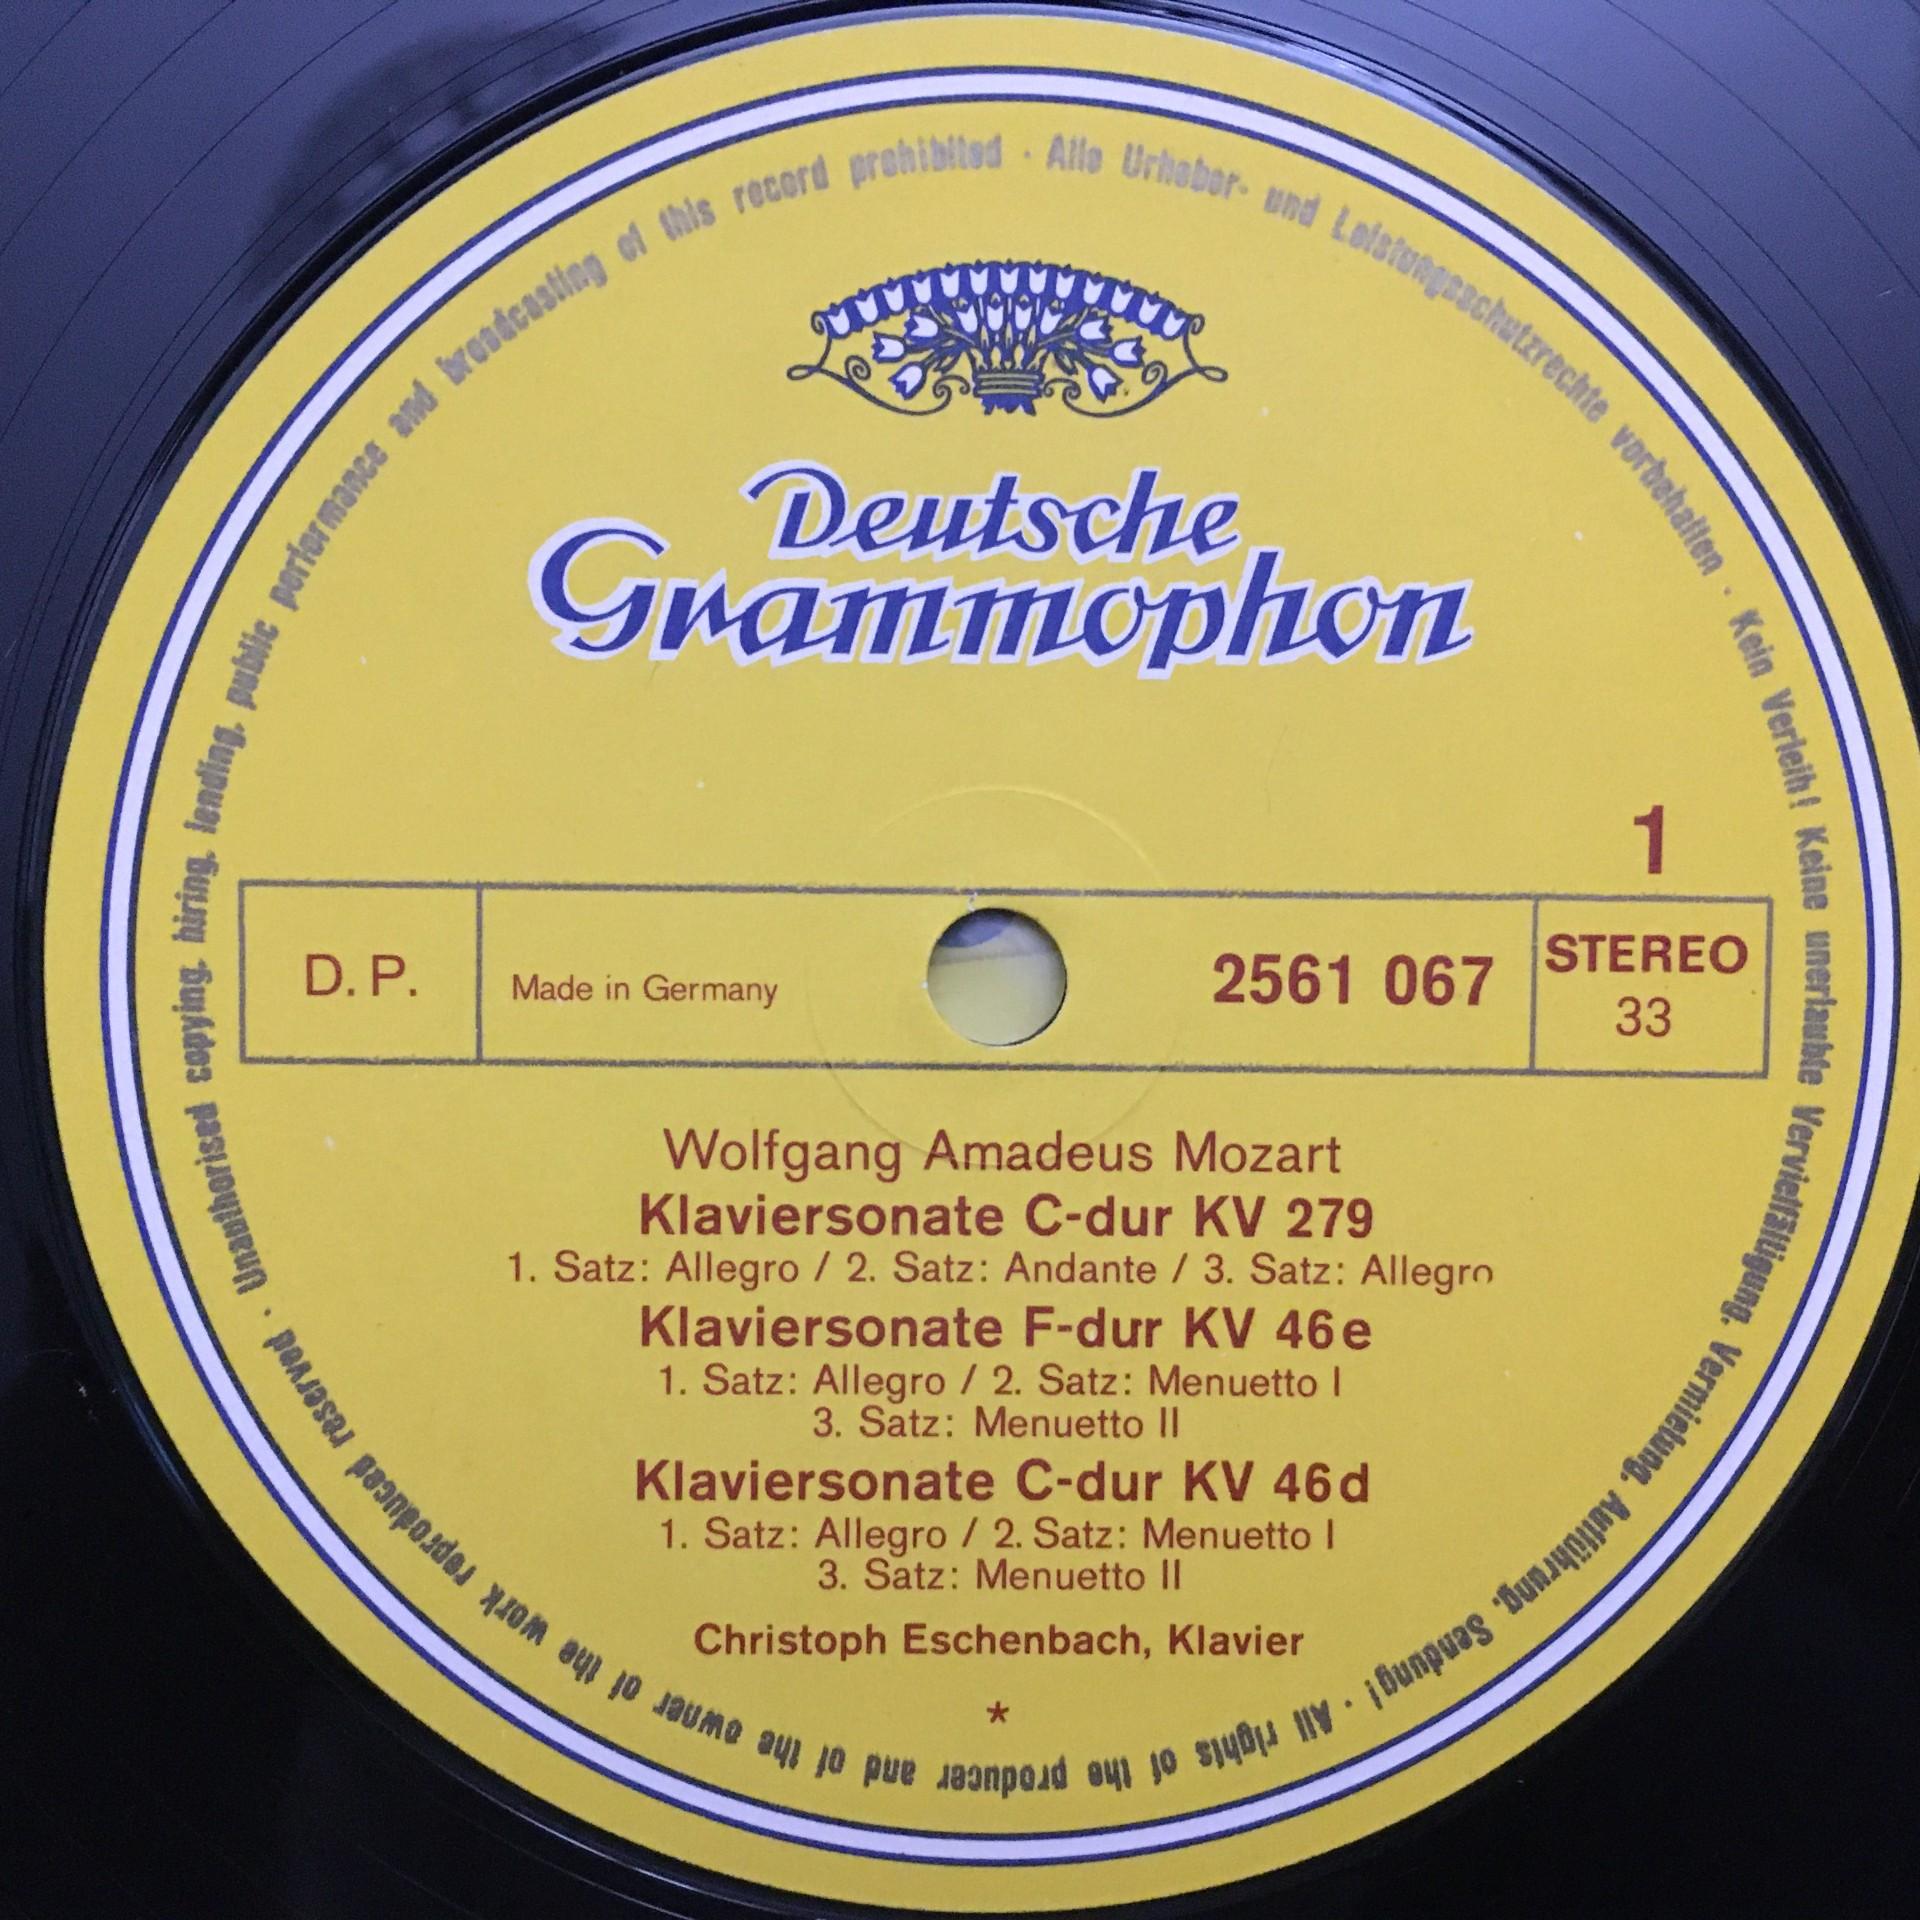 Deutsche
Grammophon
1
D. P.
Made in Germany
2561 067
STEREO
33
Wolfgang Amadeus Mozart
Klaviersonate C-dur KV 279
1. Satz: Allegro / 2. Satz: Andante / 3. Satz: Allegro
Klaviersonate F-dur KV 46e
1. Satz: Allegro / 2. Satz: Menuetto I
3. Satz: Menuetto II
Klaviersonate C-dur KV 46d
1. Satz: Allegro / 2. Satz: Menuetto I
3. Satz: Menuetto II
Christoph Eschenbach, Klavier
*
Alle Urheber- und Leistungsschutzrechte vorbehalten · Kein Verleih! Keine unerlaubte Vervielfältigung, Vermietung, Aufführung, Sendung! · All rights of the producer and of the owner of the work reproduced reserved · Unauthorised copying, hiring, lending, public performance and broadcasting of this record prohibited ·